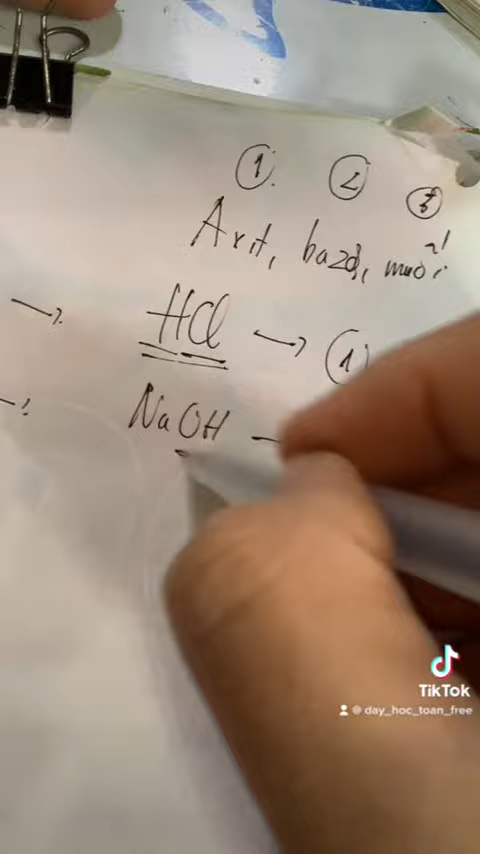 ① ② ③
Axit, bazơ, muối
→ HCl → ①
→ NaOH →
TikTok
@ day_hoc_toan_free